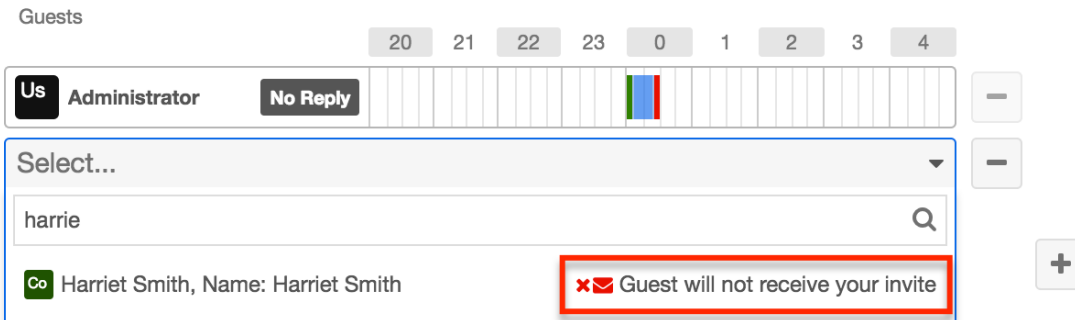 Guests
20 21 22 23 0 1 2 3 4
Us Administrator No Reply
Select...
harrie
Co Harriet Smith, Name: Harriet Smith Guest will not receive your invite